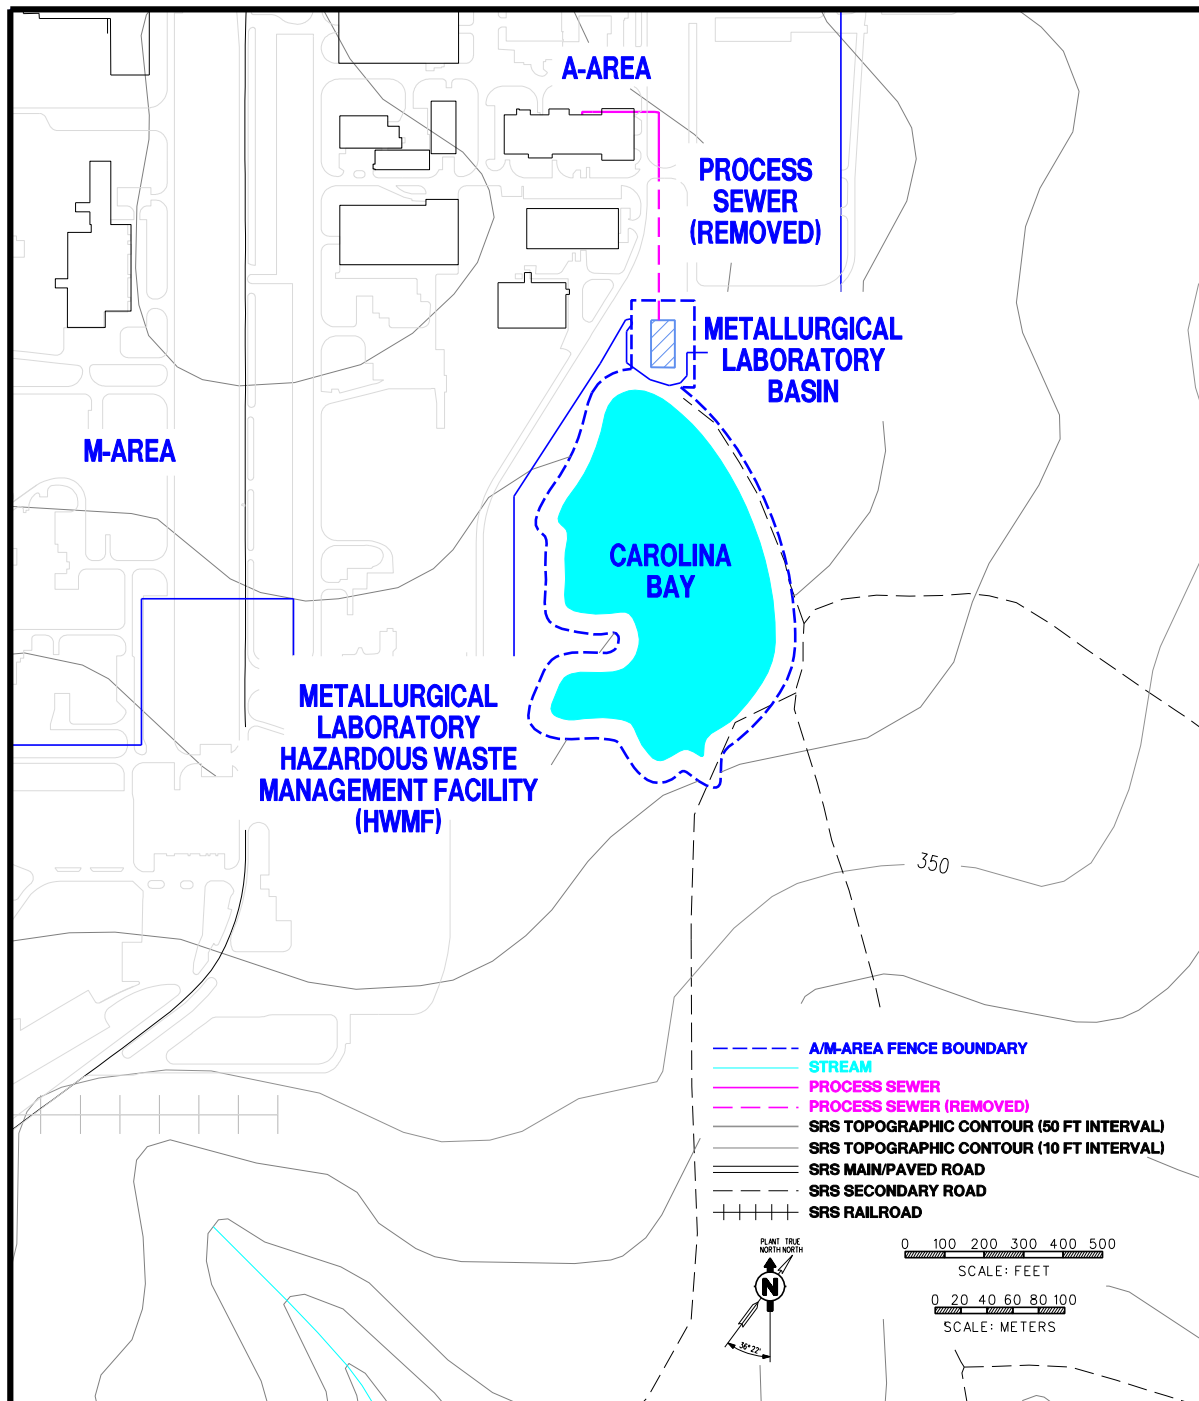 A-AREA
PROCESS
SEWER
(REMOVED)
METALLURGICAL
LABORATORY
BASIN
M-AREA
CAROLINA
BAY
METALLURGICAL
LABORATORY
HAZARDOUS WASTE
MANAGEMENT FACILITY
(HWMF)
350
A/M-AREA FENCE BOUNDARY
STREAM
PROCESS SEWER
PROCESS SEWER (REMOVED)
SRS TOPOGRAPHIC CONTOUR (50 FT INTERVAL)
SRS TOPOGRAPHIC CONTOUR (10 FT INTERVAL)
SRS MAIN/PAVED ROAD
SRS SECONDARY ROAD
SRS RAILROAD
PLANT TRUE
NORTH NORTH
N
36°22'
0 100 200 300 400 500
SCALE: FEET
0 20 40 60 80 100
SCALE: METERS